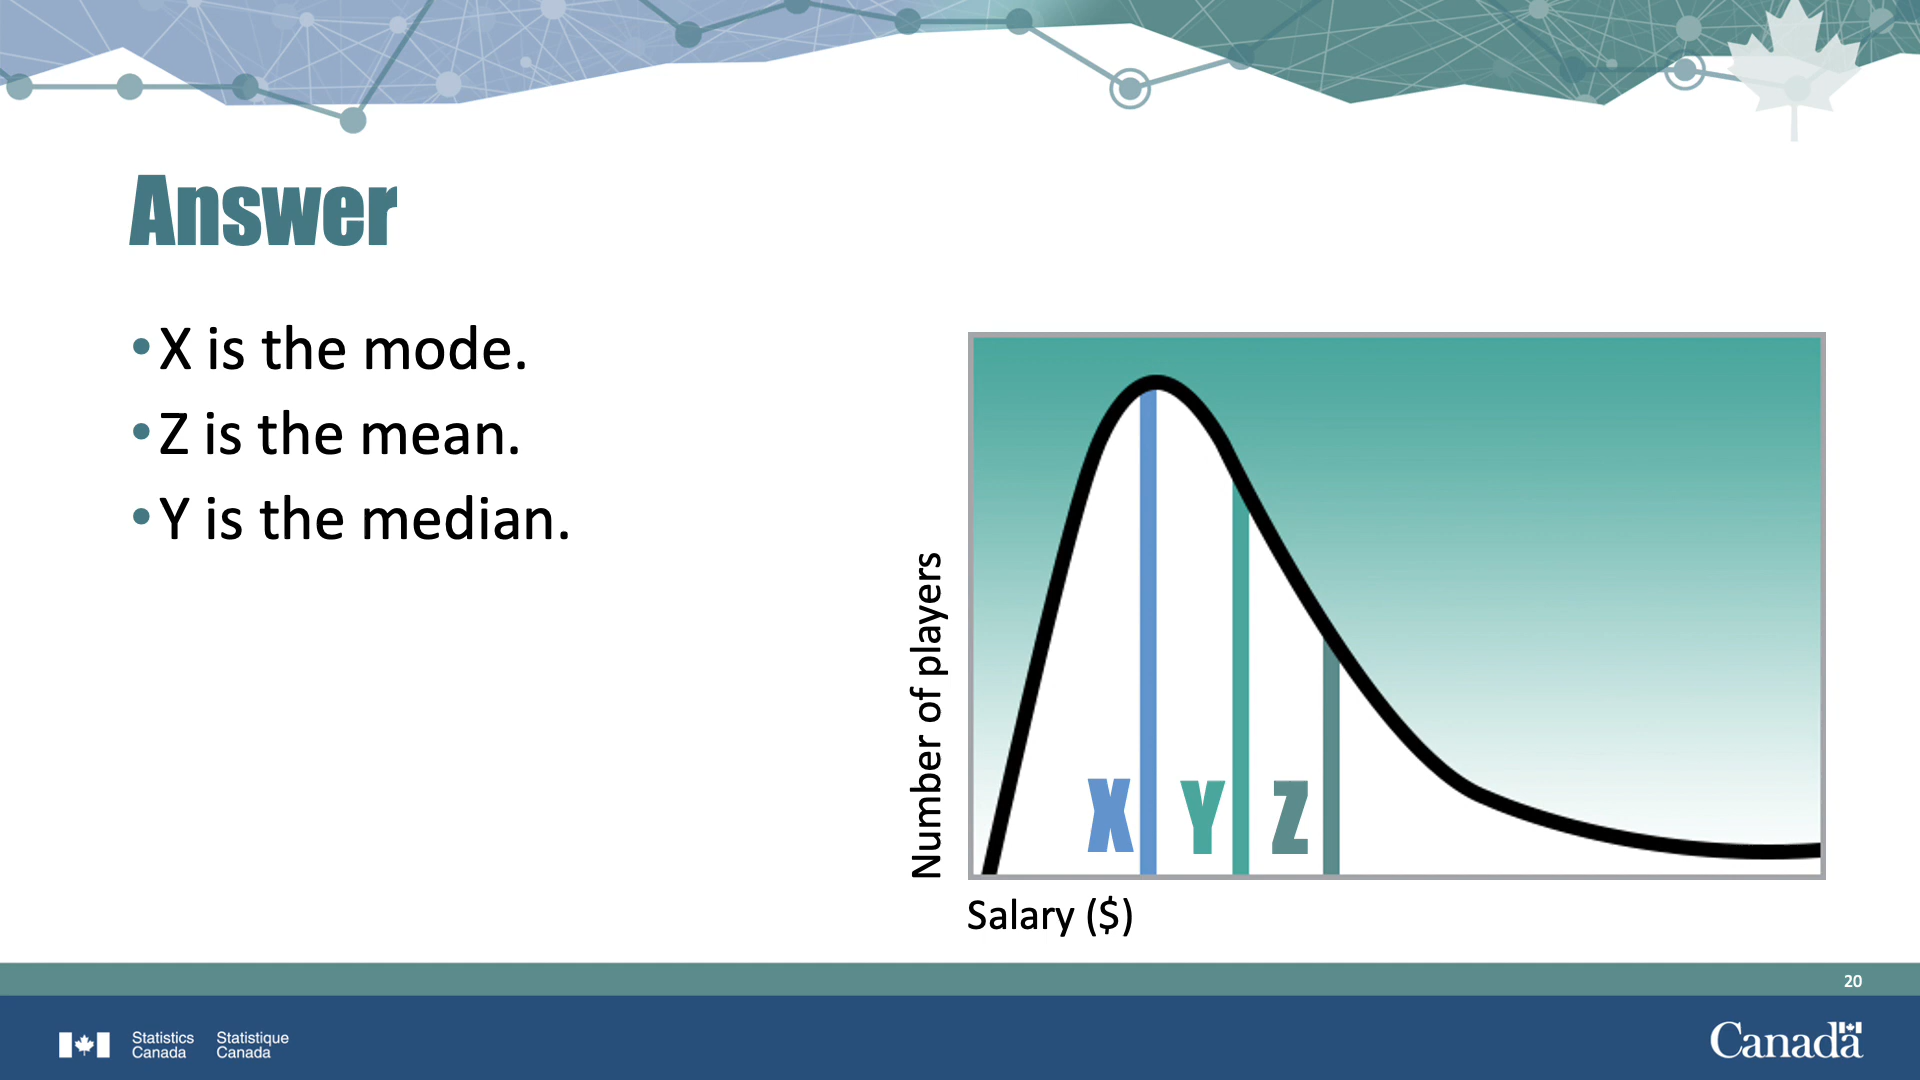 Answer
•X is the mode.
•Z is the mean.
•Y is the median.
Number of players
X Y Z
Salary ($)
20
Statistics Canada
Statistique Canada
Canada